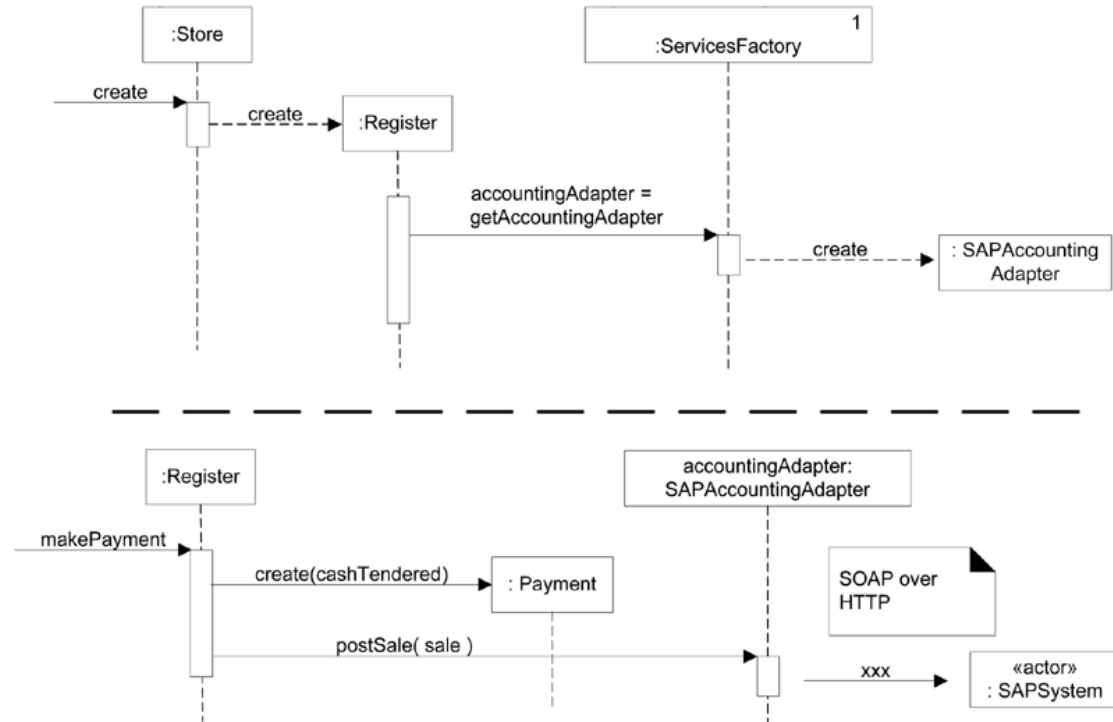 :Store
1
:ServicesFactory
create
create
:Register
accountingAdapter =
getAccountingAdapter
create
: SAPAccounting
Adapter
:Register
accountingAdapter:
SAPAccountingAdapter
makePayment
create(cashTendered)
: Payment
SOAP over
HTTP
postSale( sale )
xxx
«actor»
: SAPSystem